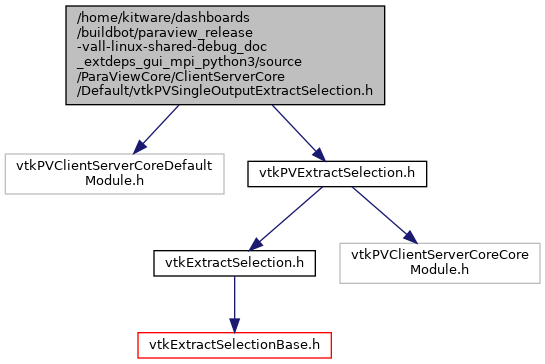 /home/kitware/dashboards
/buildbot/paraview_release
-vall-linux-shared-debug_doc
_extdeps_gui_mpi_python3/source
/ParaViewCore/ClientServerCore
/Default/vtkPVSingleOutputExtractSelection.h
vtkPVClientServerCoreDefault
Module.h
vtkPVExtractSelection.h
vtkExtractSelection.h
vtkPVClientServerCoreCore
Module.h
vtkExtractSelectionBase.h